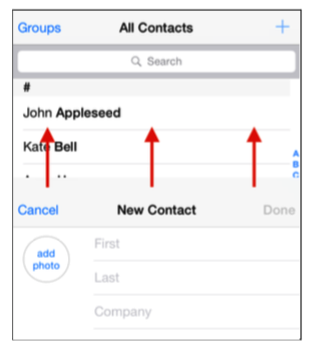 Groups All Contacts +
Search
#
John Appleseed
Kate Bell
A
B
C
Cancel New Contact Done
add
photo
First
Last
Company